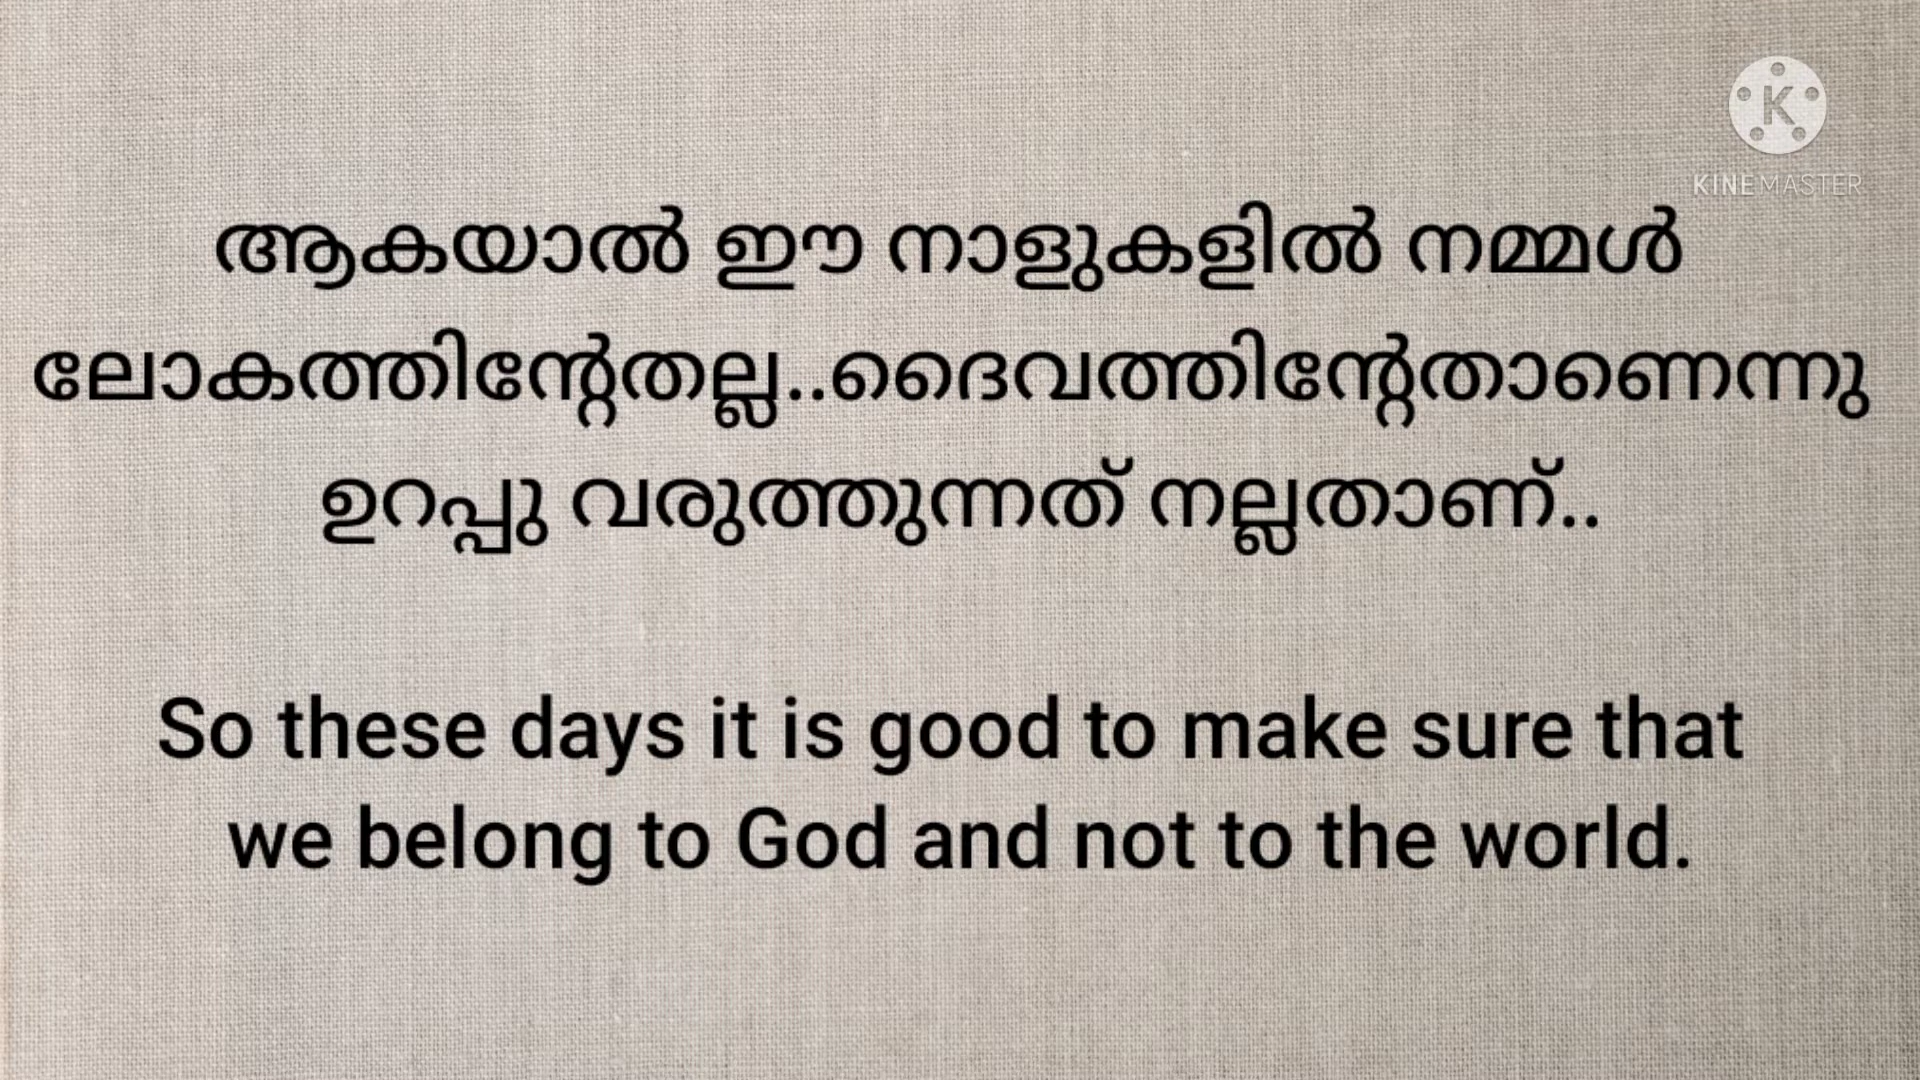 KINEMASTER
ആകയാൽ ഈ നാളുകളിൽ നമ്മൾ
ലോകത്തിന്റേതല്ല..ദൈവത്തിന്റേതാണെന്നു
ഉറപ്പു വരുത്തുന്നത് നല്ലതാണ്..
So these days it is good to make sure that
we belong to God and not to the world.